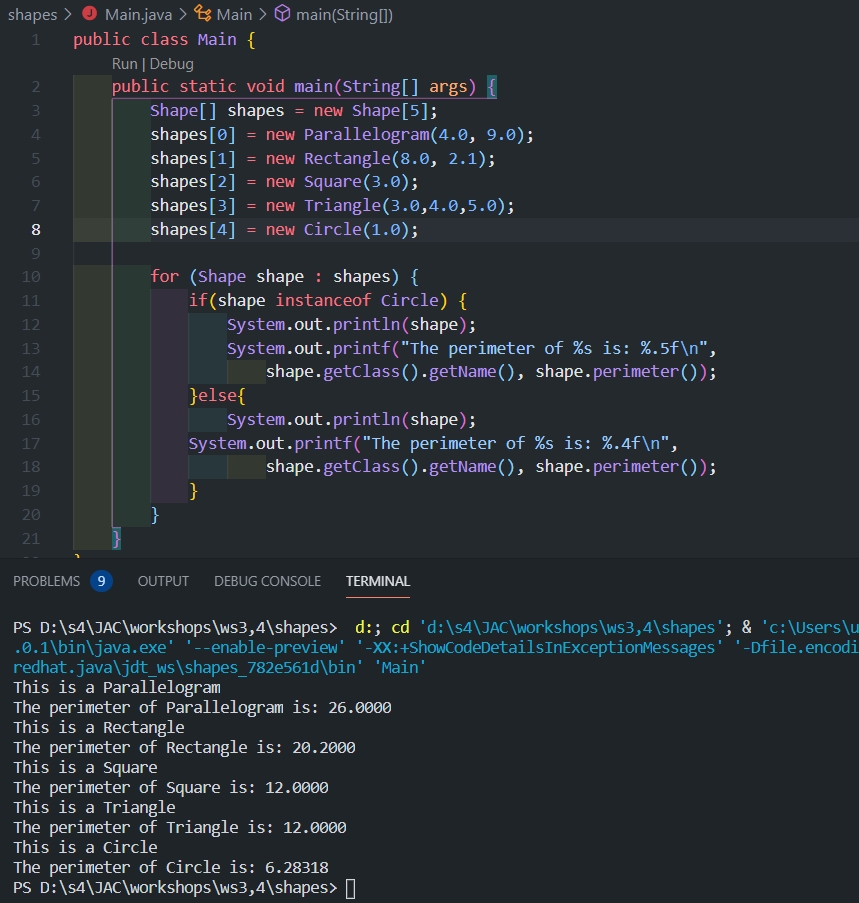 shapes > Main.java > Main > main(String[])
1 public class Main {
Run | Debug
2 public static void main(String[] args) {
3 Shape[] shapes = new Shape[5];
4 shapes[0] = new Parallelogram(4.0, 9.0);
5 shapes[1] = new Rectangle(8.0, 2.1);
6 shapes[2] = new Square(3.0);
7 shapes[3] = new Triangle(3.0,4.0,5.0);
8 shapes[4] = new Circle(1.0);
9
10 for (Shape shape : shapes) {
11 if(shape instanceof Circle) {
12 System.out.println(shape);
13 System.out.printf("The perimeter of %s is: %.5f\n",
14 shape.getClass().getName(), shape.perimeter());
15 }else{
16 System.out.println(shape);
17 System.out.printf("The perimeter of %s is: %.4f\n",
18 shape.getClass().getName(), shape.perimeter());
19 }
20 }
21 }
PROBLEMS 9 OUTPUT DEBUG CONSOLE TERMINAL
PS D:\s4\JAC\workshops\ws3,4\shapes> d:; cd 'd:\s4\JAC\workshops\ws3,4\shapes'; & 'c:\Users\u
.0.1\bin\java.exe' '--enable-preview' '-XX:+ShowCodeDetailsInExceptionMessages' '-Dfile.encodi
redhat.java\jdt_ws\shapes_782e561d\bin' 'Main'
This is a Parallelogram
The perimeter of Parallelogram is: 26.0000
This is a Rectangle
The perimeter of Rectangle is: 20.2000
This is a Square
The perimeter of Square is: 12.0000
This is a Triangle
The perimeter of Triangle is: 12.0000
This is a Circle
The perimeter of Circle is: 6.28318
PS D:\s4\JAC\workshops\ws3,4\shapes>